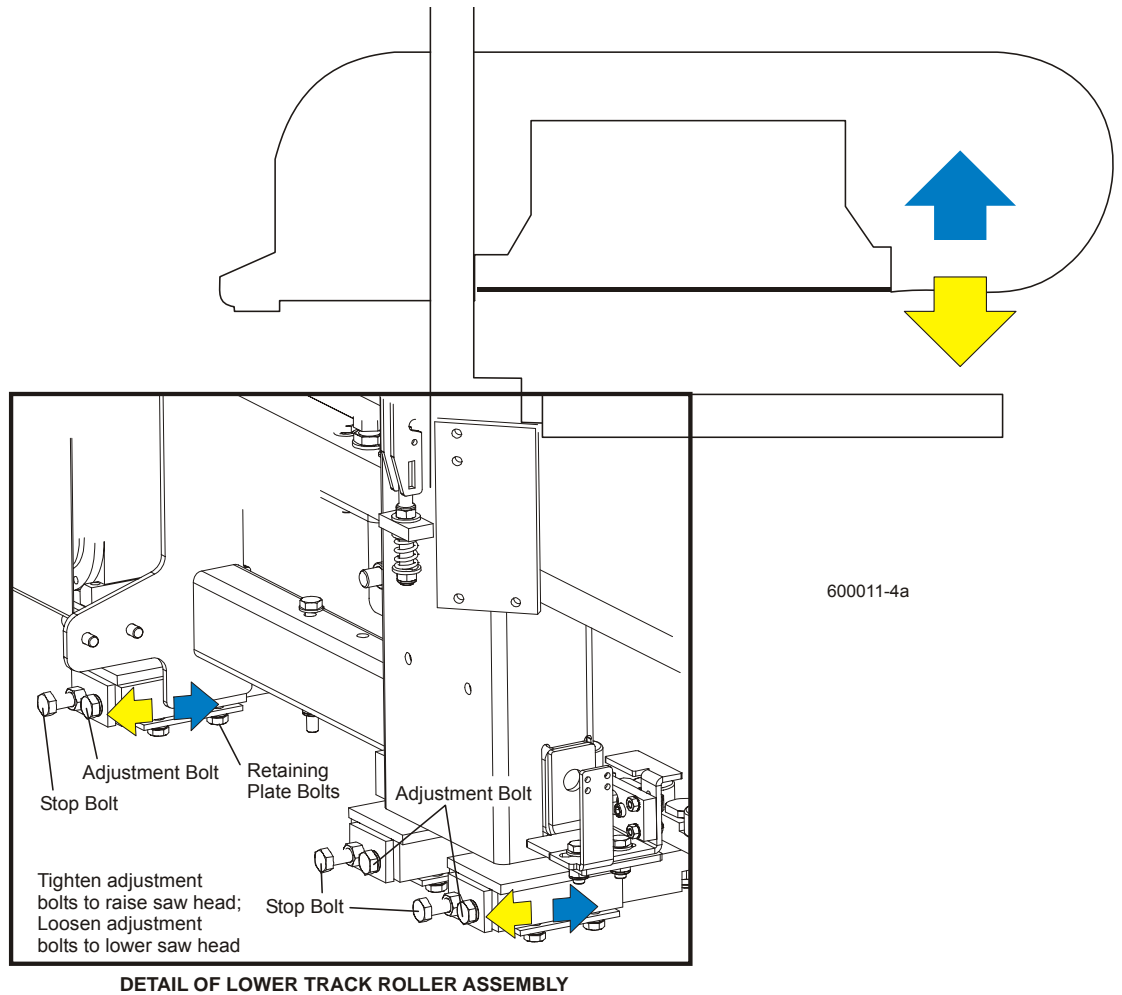 600011-4a
Adjustment Bolt
Retaining
Plate Bolts
Stop Bolt
Adjustment Bolt
Stop Bolt
Tighten adjustment
bolts to raise saw head;
Loosen adjustment
bolts to lower saw head
DETAIL OF LOWER TRACK ROLLER ASSEMBLY